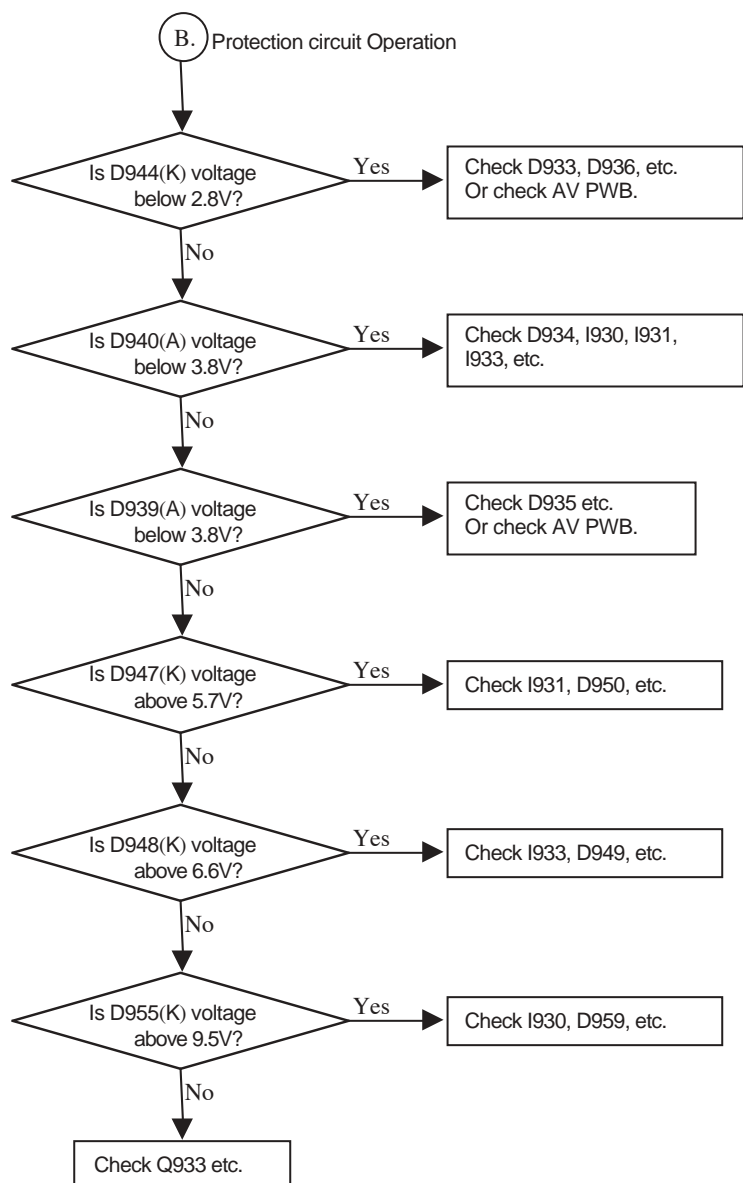 B. Protection circuit Operation
Is D944(K) voltage
below 2.8V?
Yes
Check D933, D936, etc.
Or check AV PWB.
No
Is D940(A) voltage
below 3.8V?
Yes
Check D934, I930, I931,
I933, etc.
No
Is D939(A) voltage
below 3.8V?
Yes
Check D935 etc.
Or check AV PWB.
No
Is D947(K) voltage
above 5.7V?
Yes
Check I931, D950, etc.
No
Is D948(K) voltage
above 6.6V?
Yes
Check I933, D949, etc.
No
Is D955(K) voltage
above 9.5V?
Yes
Check I930, D959, etc.
No
Check Q933 etc.